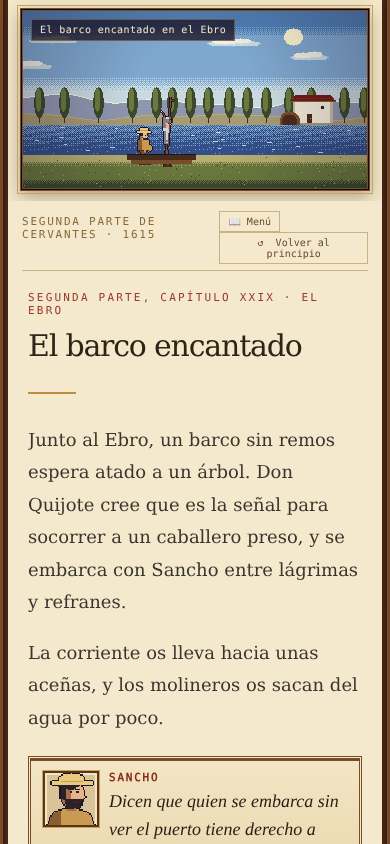 El barco encantado en el Ebro
SEGUNDA PARTE DE
CERVANTES · 1615
📖 Menú
↺ Volver al
principio
SEGUNDA PARTE, CAPÍTULO XXIX · EL
EBRO
El barco encantado
Junto al Ebro, un barco sin remos
espera atado a un árbol. Don
Quijote cree que es la señal para
socorrer a un caballero preso, y se
embarca con Sancho entre lágrimas
y refranes.
La corriente os lleva hacia unas
aceñas, y los molineros os sacan del
agua por poco.
SANCHO
Dicen que quien se embarca sin
ver el puerto tiene derecho a